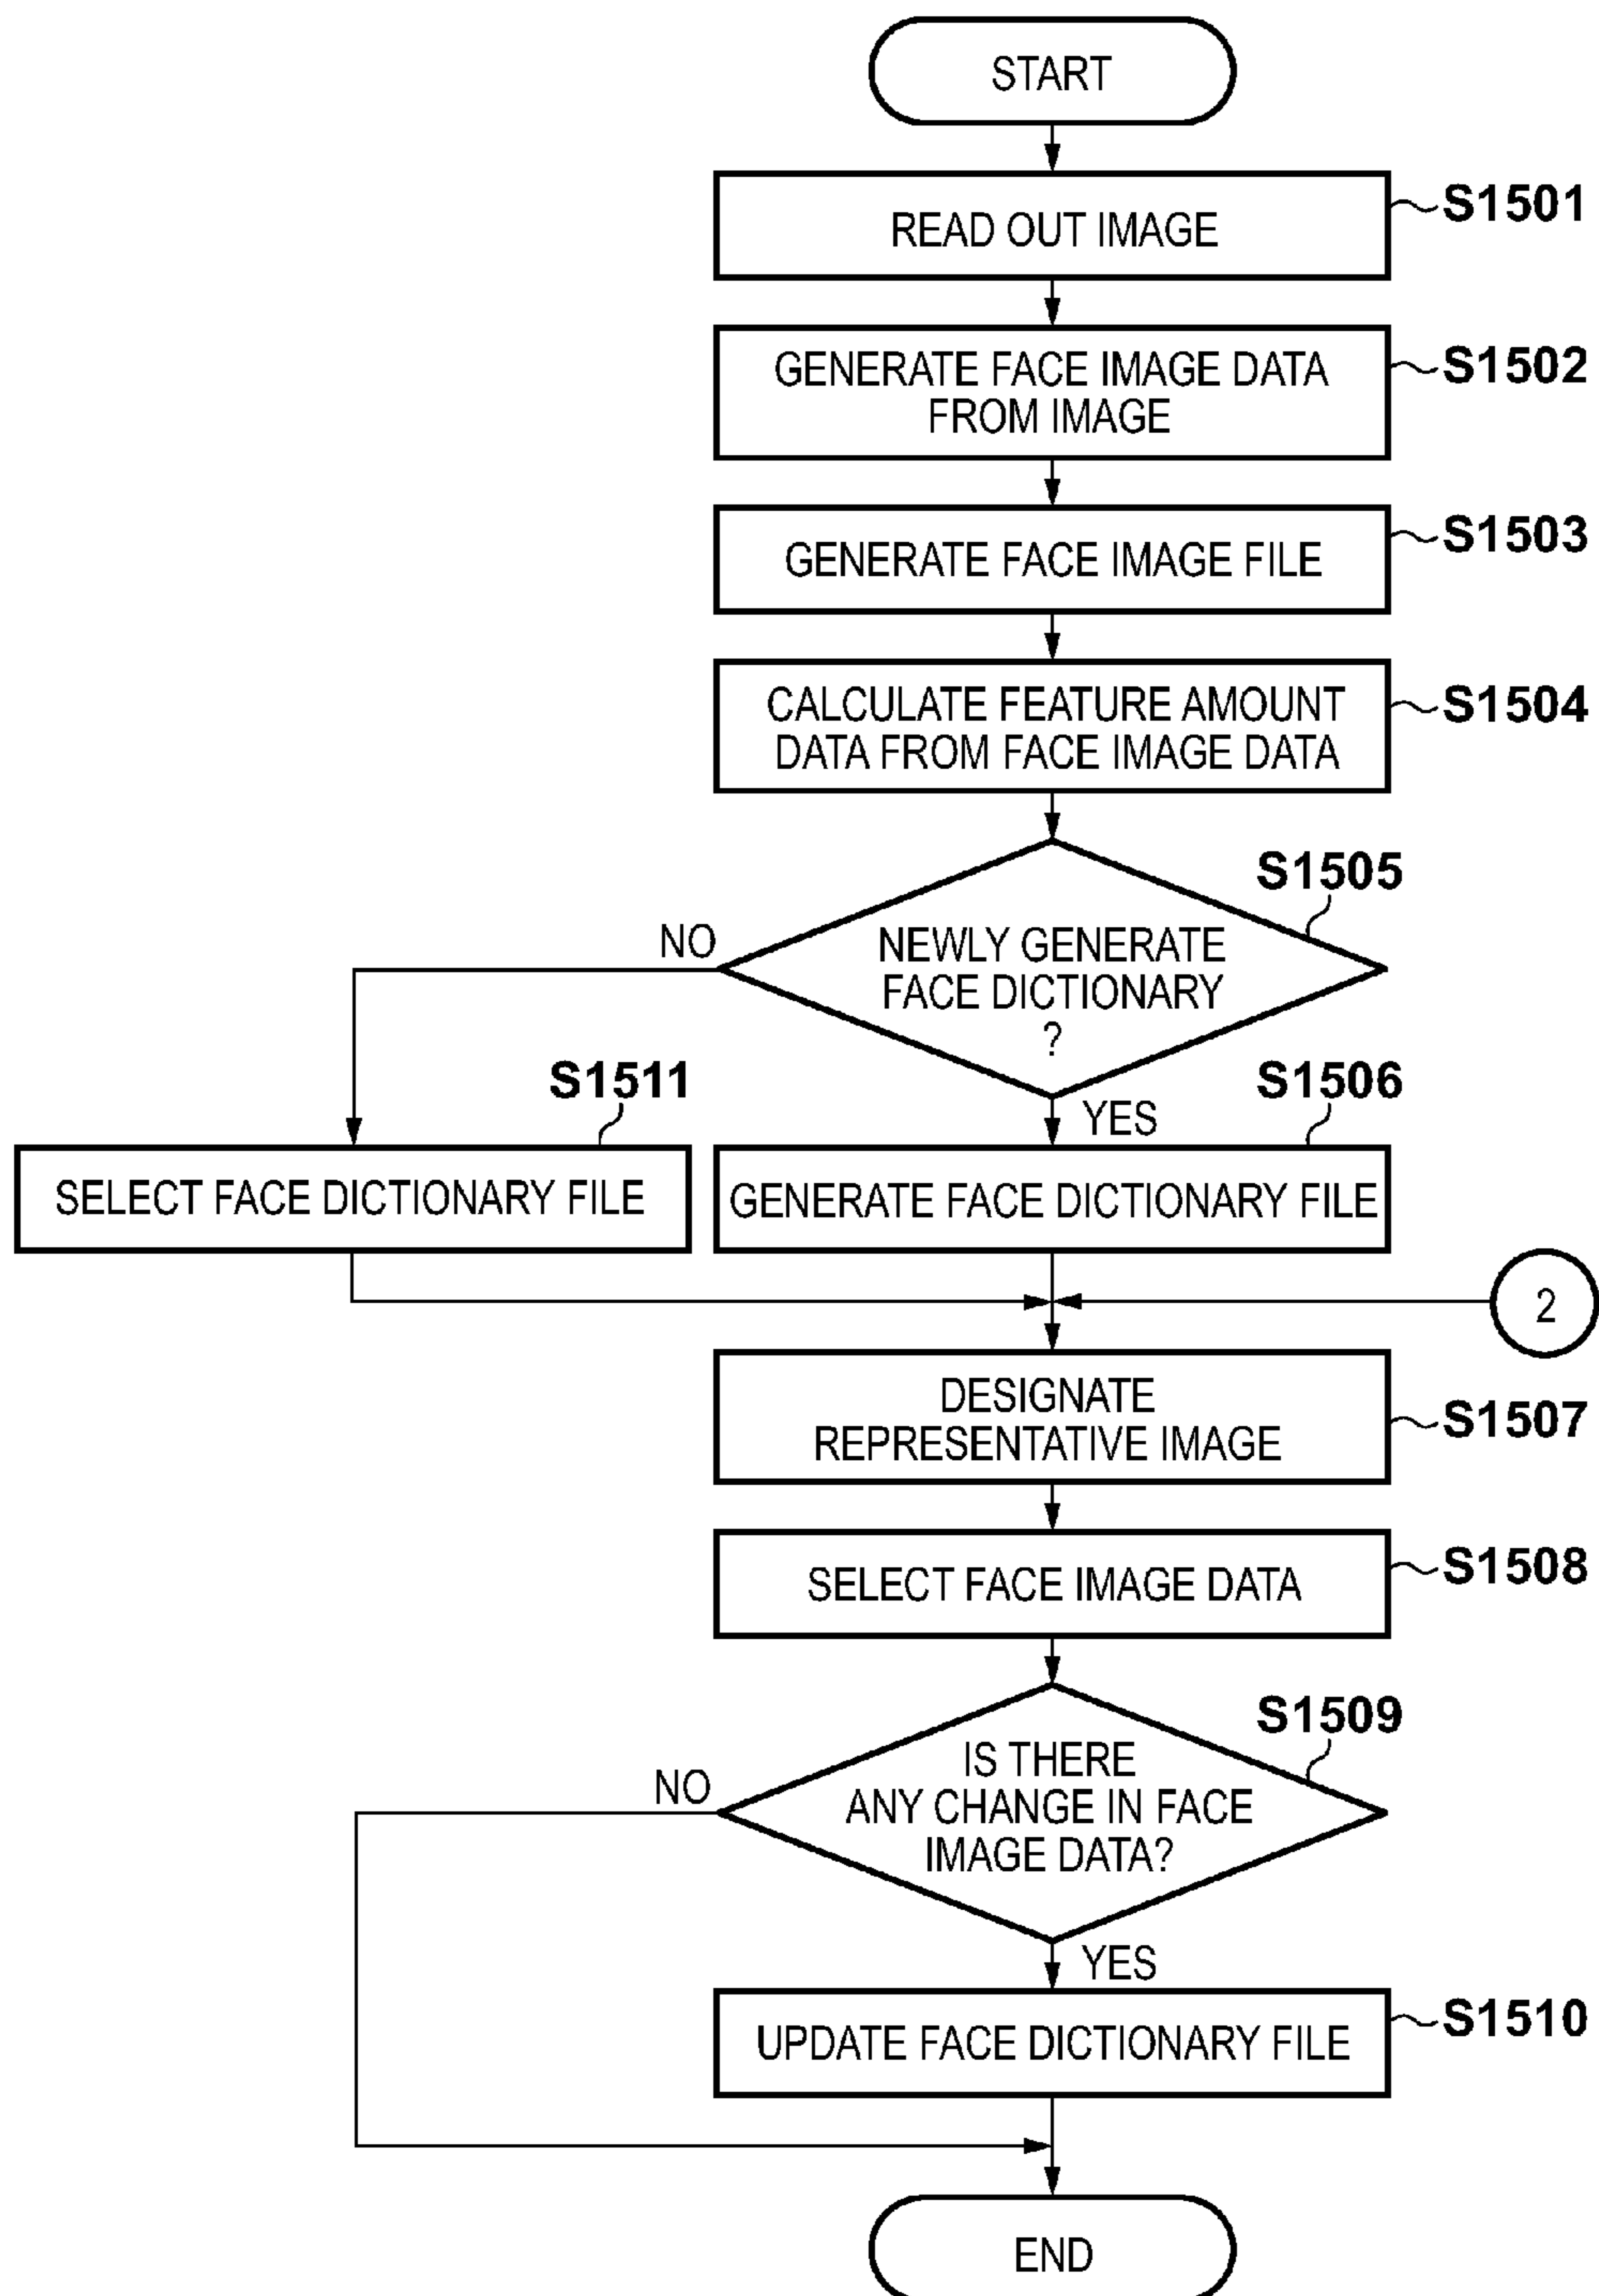 START
READ OUT IMAGE
S1501
GENERATE FACE IMAGE DATA
FROM IMAGE
S1502
GENERATE FACE IMAGE FILE
S1503
CALCULATE FEATURE AMOUNT
DATA FROM FACE IMAGE DATA
S1504
S1505
NO
NEWLY GENERATE
FACE DICTIONARY
?
S1511
YES
S1506
SELECT FACE DICTIONARY FILE
GENERATE FACE DICTIONARY FILE
2
DESIGNATE
REPRESENTATIVE IMAGE
S1507
SELECT FACE IMAGE DATA
S1508
S1509
NO
IS THERE
ANY CHANGE IN FACE
IMAGE DATA?
YES
UPDATE FACE DICTIONARY FILE
S1510
END